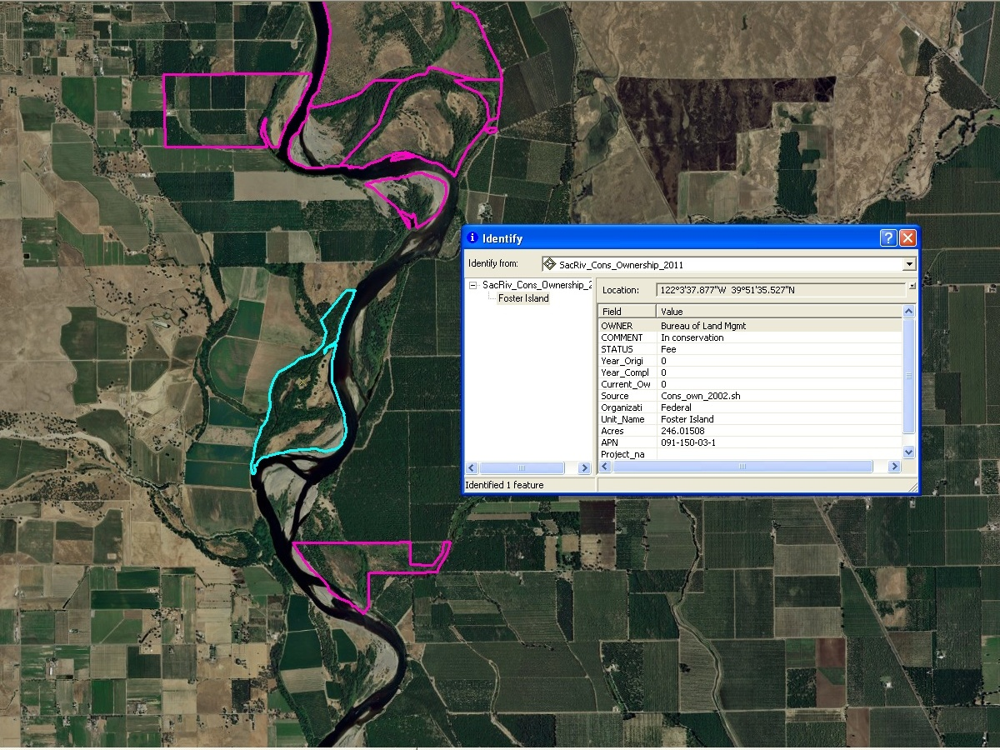 Identify
Identify from: SacRiv_Cons_Ownership_2011
SacRiv_Cons_Ownership_2
Foster Island
Location: 122°3'37.877"W 39°51'35.527"N
Field Value
OWNER Bureau of Land Mgmt
COMMENT In conservation
STATUS Fee
Year_Origi 0
Year_Compl 0
Current_Ow 0
Source Cons_own_2002.sh
Organizati Federal
Unit_Name Foster Island
Acres 246.01508
APN 091-150-03-1
Project_na
Identified 1 feature